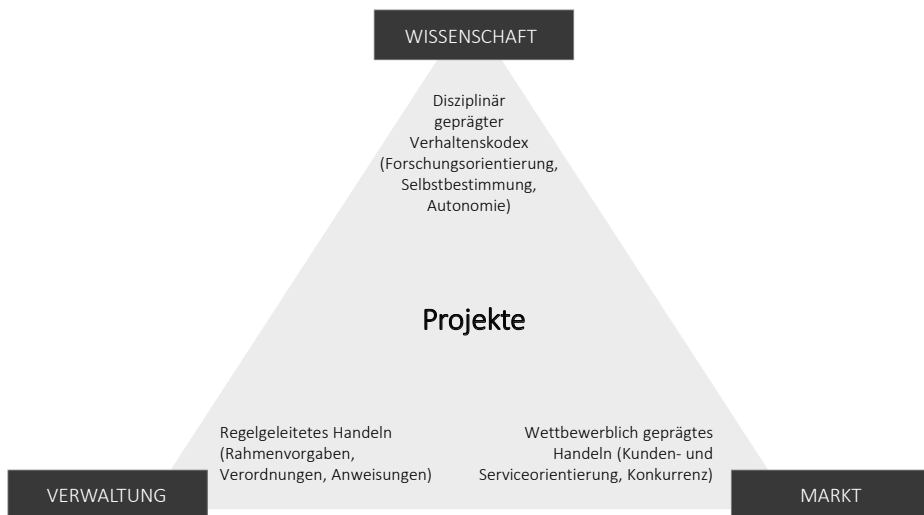 WISSENSCHAFT
Disziplinär
geprägter
Verhaltenskodex
(Forschungsorientierung,
Selbstbestimmung,
Autonomie)
Projekte
Regelgeleitetes Handeln
(Rahmenvorgaben,
Verordnungen, Anweisungen)
Wettbewerblich geprägtes
Handeln (Kunden- und
Serviceorientierung, Konkurrenz)
VERWALTUNG
MARKT